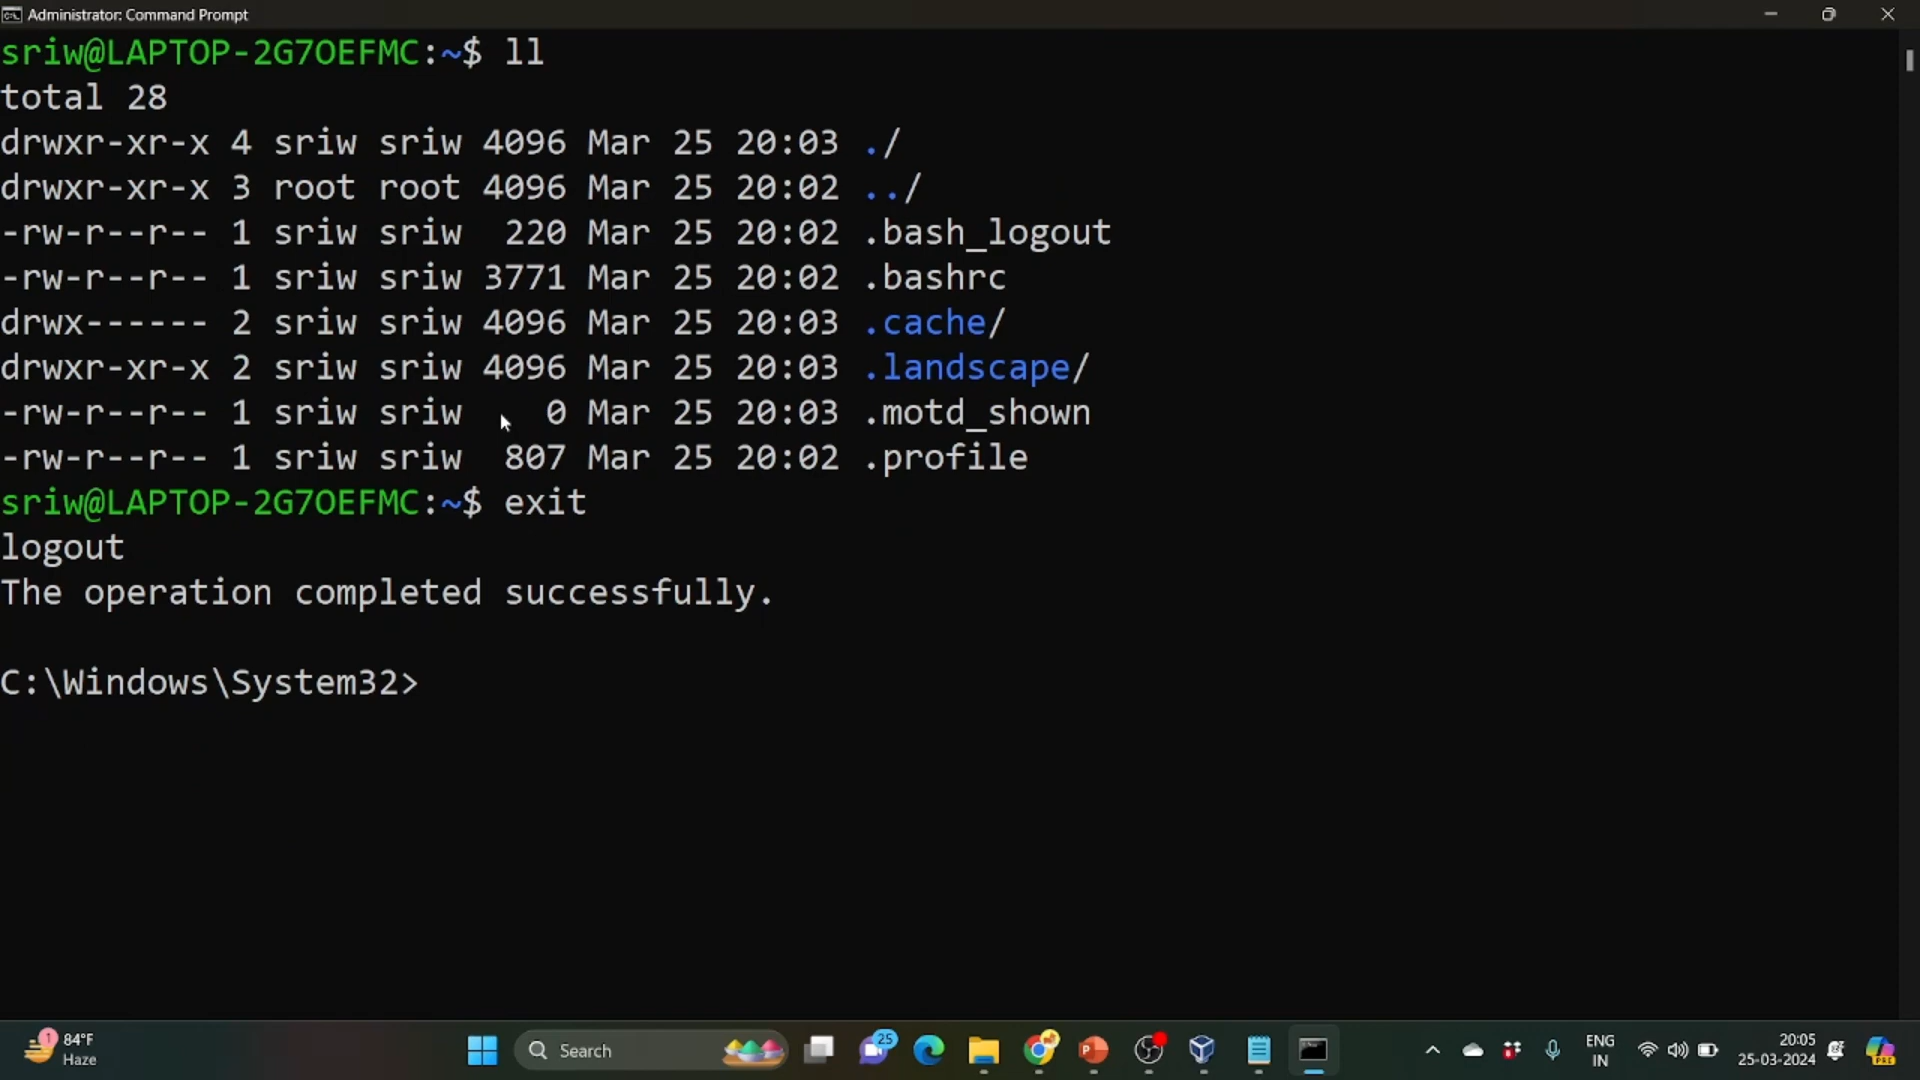 Administrator: Command Prompt
sriw@LAPTOP-2G7OEFMC:~$ ll
total 28
drwxr-xr-x 4 sriw sriw 4096 Mar 25 20:03 ./
drwxr-xr-x 3 root root 4096 Mar 25 20:02 ../
-rw-r--r-- 1 sriw sriw  220 Mar 25 20:02 .bash_logout
-rw-r--r-- 1 sriw sriw 3771 Mar 25 20:02 .bashrc
drwx------ 2 sriw sriw 4096 Mar 25 20:03 .cache/
drwxr-xr-x 2 sriw sriw 4096 Mar 25 20:03 .landscape/
-rw-r--r-- 1 sriw sriw    0 Mar 25 20:03 .motd_shown
-rw-r--r-- 1 sriw sriw  807 Mar 25 20:02 .profile
sriw@LAPTOP-2G7OEFMC:~$ exit
logout
The operation completed successfully.
C:\Windows\System32>
1 84°F Search 25 ENG 20:05
Haze IN 25-03-2024